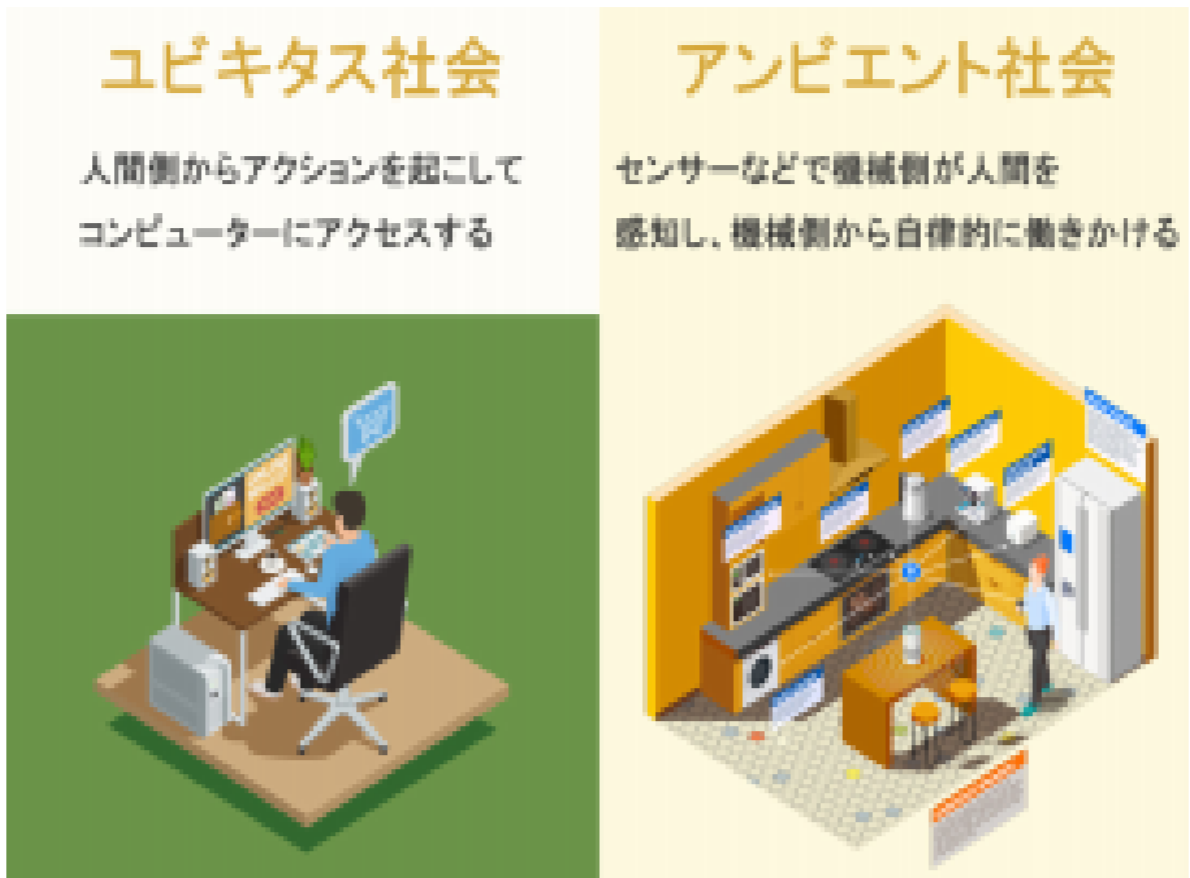 ユビキタス社会
人間側からアクションを起こして
コンピューターにアクセスする
アンビエント社会
センサーなどで機械側が人間を
感知し、機械側から自律的に働きかける